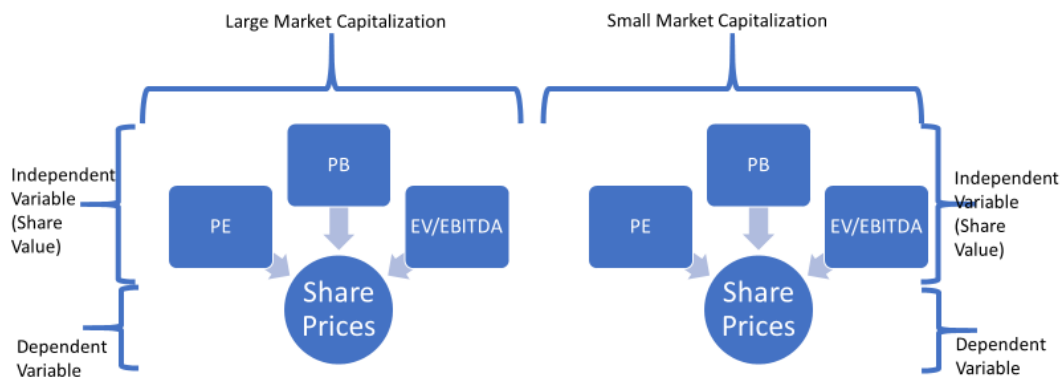 Large Market Capitalization
Small Market Capitalization
PB
PB
Independent
Variable
(Share
Value)
PE
EV/EBITDA
PE
EV/EBITDA
Independent
Variable
(Share
Value)
Share
Prices
Share
Prices
Dependent
Variable
Dependent
Variable